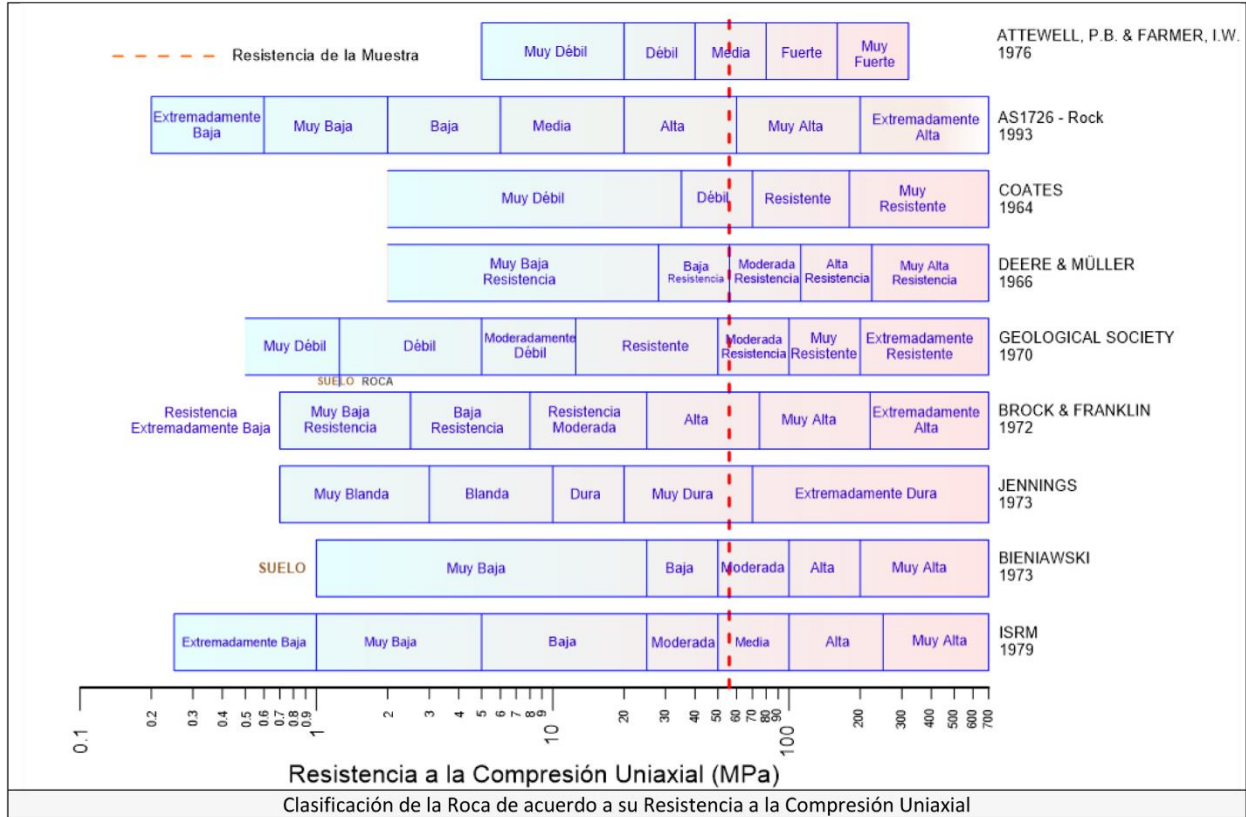 Resistencia de la Muestra
Muy Débil
Débil
Media
Fuerte
Muy
Fuerte
ATTEWELL, P.B. & FARMER, I.W.
1976
Extremadamente
Baja
Muy Baja
Baja
Media
Alta
Muy Alta
Extremadamente
Alta
AS1726 - Rock
1993
Muy Débil
Débil
Resistente
Muy
Resistente
COATES
1964
Muy Baja
Resistencia
Baja
Resistencia
Moderada
Resistencia
Alta
Resistencia
Muy Alta
Resistencia
DEERE & MÜLLER
1966
Muy Débil
Débil
Moderadamente
Débil
Resistente
Moderada
Resistencia
Muy
Resistente
Extremadamente
Resistente
GEOLOGICAL SOCIETY
1970
SUELO ROCA
Resistencia
Extremadamente Baja
Muy Baja
Resistencia
Baja
Resistencia
Resistencia
Moderada
Alta
Muy Alta
Extremadamente
Alta
BROCK & FRANKLIN
1972
Muy Blanda
Blanda
Dura
Muy Dura
Extremadamente Dura
JENNINGS
1973
SUELO
Muy Baja
Baja
Moderada
Alta
Muy Alta
BIENIAWSKI
1973
Extremadamente Baja
Muy Baja
Baja
Moderada
Media
Alta
Muy Alta
ISRM
1979
0.1 0.2 0.3 0.4 0.5 0.6 0.7 0.8 0.9 1 2 3 4 5 6 7 8 9 10 20 30 40 50 60 70 80 90 100 200 300 400 500 600 700
Resistencia a la Compresión Uniaxial (MPa)
Clasificación de la Roca de acuerdo a su Resistencia a la Compresión Uniaxial